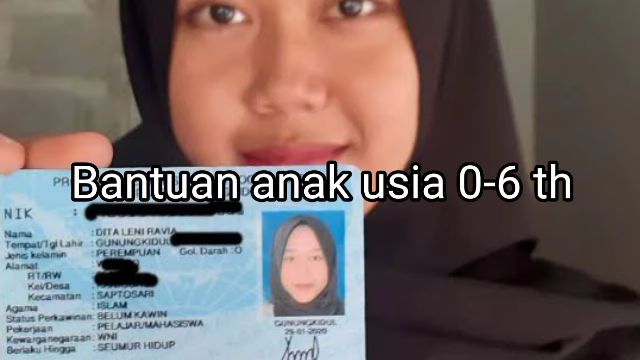 Bantuan anak usia 0-6 th
NIK :
Nama : DITA LENI RAVIA
Tempat/Tgl Lahir : GUNUNGKIDUL
Jenis kelamin : PEREMPUAN Gol. Darah : O
Alamat :
RT/RW :
Kel/Desa :
Kecamatan : SAPTOSARI
Agama : ISLAM
Status Perkawinan: BELUM KAWIN
Pekerjaan : PELAJAR/MAHASISWA
Kewarganegaraan: WNI
Berlaku Hingga : SEUMUR HIDUP
GUNUNGKIDUL
29-01-2020